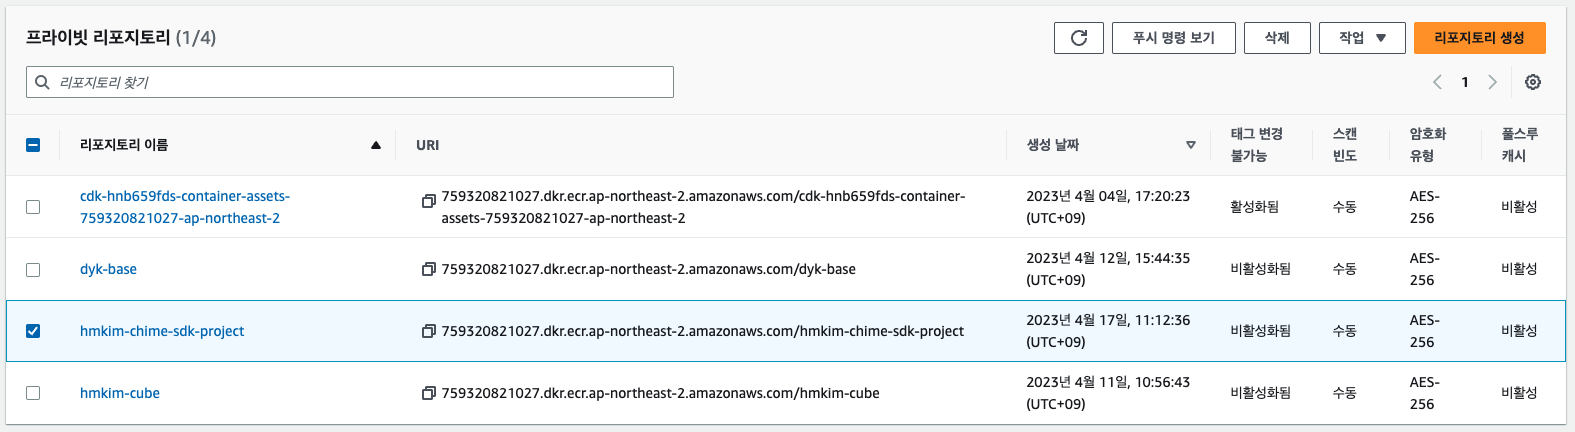 프라이빗 리포지토리 (1/4)
푸시 명령 보기
삭제
작업
리포지토리 생성
리포지토리 찾기
1
리포지토리 이름
URI
생성 날짜
태그 변경
불가능
스캔
빈도
암호화
유형
풀스루
캐시
cdk-hnb659fds-container-assets-
759320821027-ap-northeast-2
759320821027.dkr.ecr.ap-northeast-2.amazonaws.com/cdk-hnb659fds-container-
assets-759320821027-ap-northeast-2
2023년 4월 04일, 17:20:23
(UTC+09)
활성화됨
수동
AES-
256
비활성
dyk-base
759320821027.dkr.ecr.ap-northeast-2.amazonaws.com/dyk-base
2023년 4월 12일, 15:44:35
(UTC+09)
비활성화됨
수동
AES-
256
비활성
hmkim-chime-sdk-project
759320821027.dkr.ecr.ap-northeast-2.amazonaws.com/hmkim-chime-sdk-project
2023년 4월 17일, 11:12:36
(UTC+09)
비활성화됨
수동
AES-
256
비활성
hmkim-cube
759320821027.dkr.ecr.ap-northeast-2.amazonaws.com/hmkim-cube
2023년 4월 11일, 10:56:43
(UTC+09)
비활성화됨
수동
AES-
256
비활성